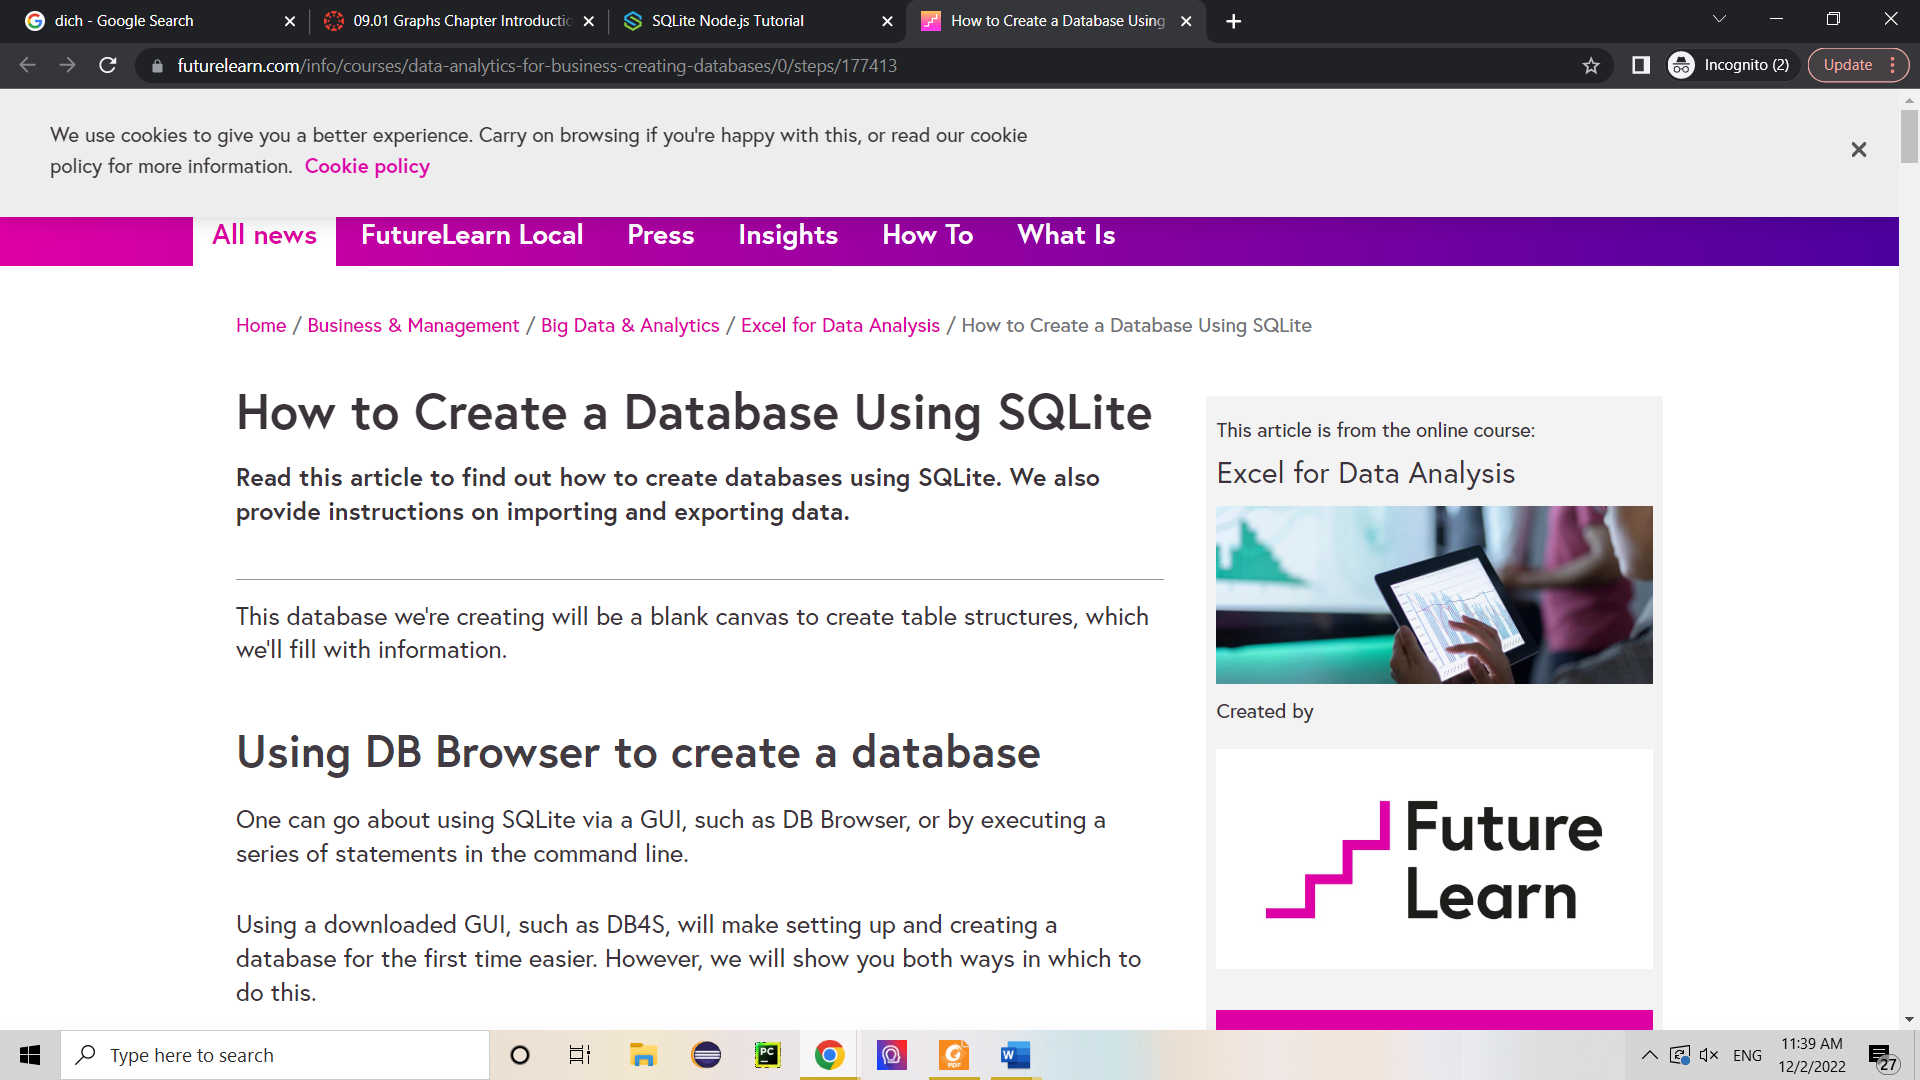 dich - Google Search
09.01 Graphs Chapter Introductio
SQLite Node.js Tutorial
How to Create a Database Using
futurelearn.com/info/courses/data-analytics-for-business-creating-databases/0/steps/177413
Incognito (2)
Update
We use cookies to give you a better experience. Carry on browsing if you're happy with this, or read our cookie
policy for more information. Cookie policy
All news
FutureLearn Local
Press
Insights
How To
What Is
Home / Business & Management / Big Data & Analytics / Excel for Data Analysis / How to Create a Database Using SQLite
How to Create a Database Using SQLite
Read this article to find out how to create databases using SQLite. We also
provide instructions on importing and exporting data.
This database we're creating will be a blank canvas to create table structures, which
we'll fill with information.
Using DB Browser to create a database
One can go about using SQLite via a GUI, such as DB Browser, or by executing a
series of statements in the command line.
Using a downloaded GUI, such as DB4S, will make setting up and creating a
database for the first time easier. However, we will show you both ways in which to
do this.
This article is from the online course:
Excel for Data Analysis
Created by
Future
Learn
Type here to search
PC
PDF
W
ENG
11:39 AM
12/2/2022
27